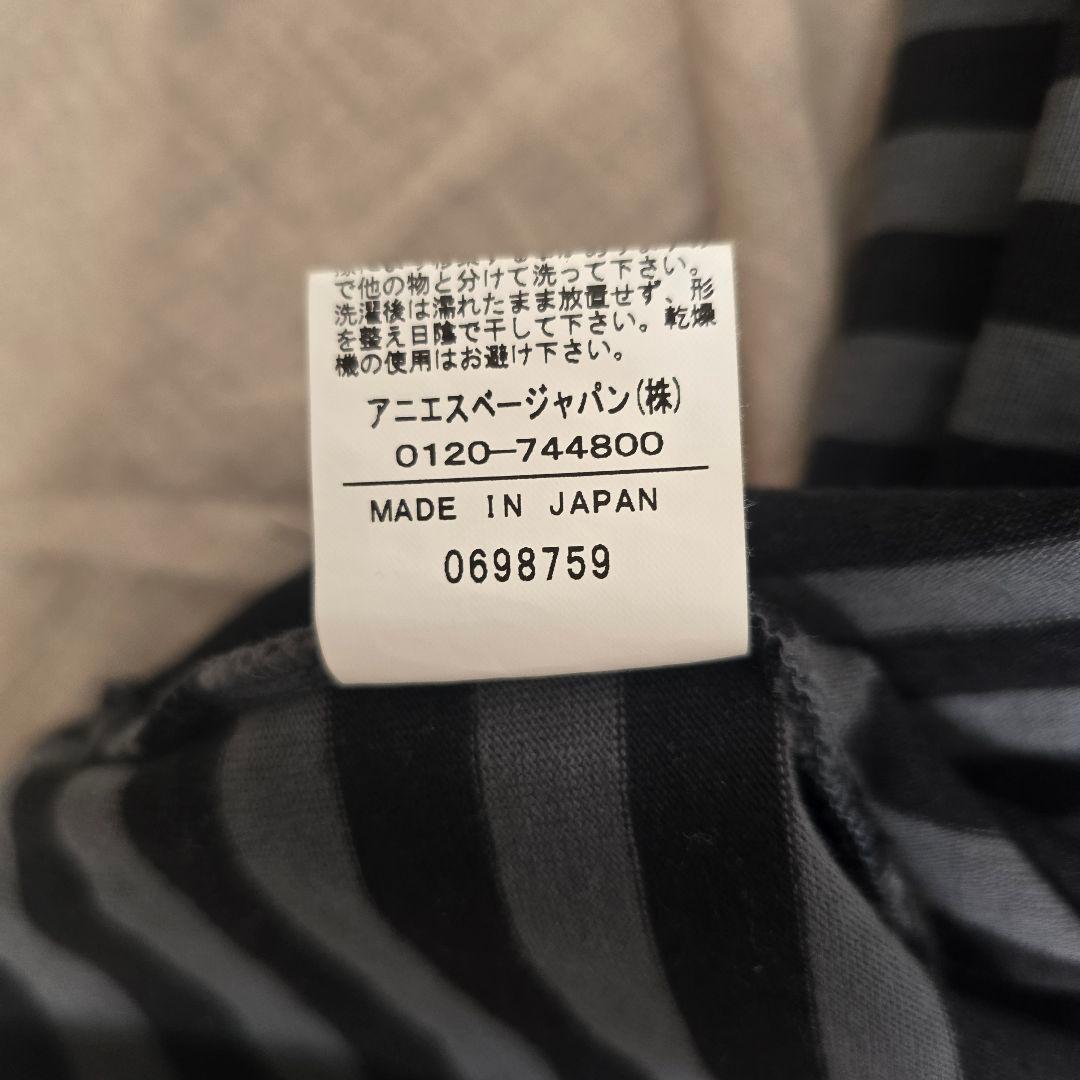 で他の物と分けて洗って下さい。
洗濯後は濡れたまま放置せず、形
を整え日陰で干して下さい。乾燥
機の使用はお避け下さい。
アニエスベージャパン(株)
0120-744800
MADE IN JAPAN
0698759